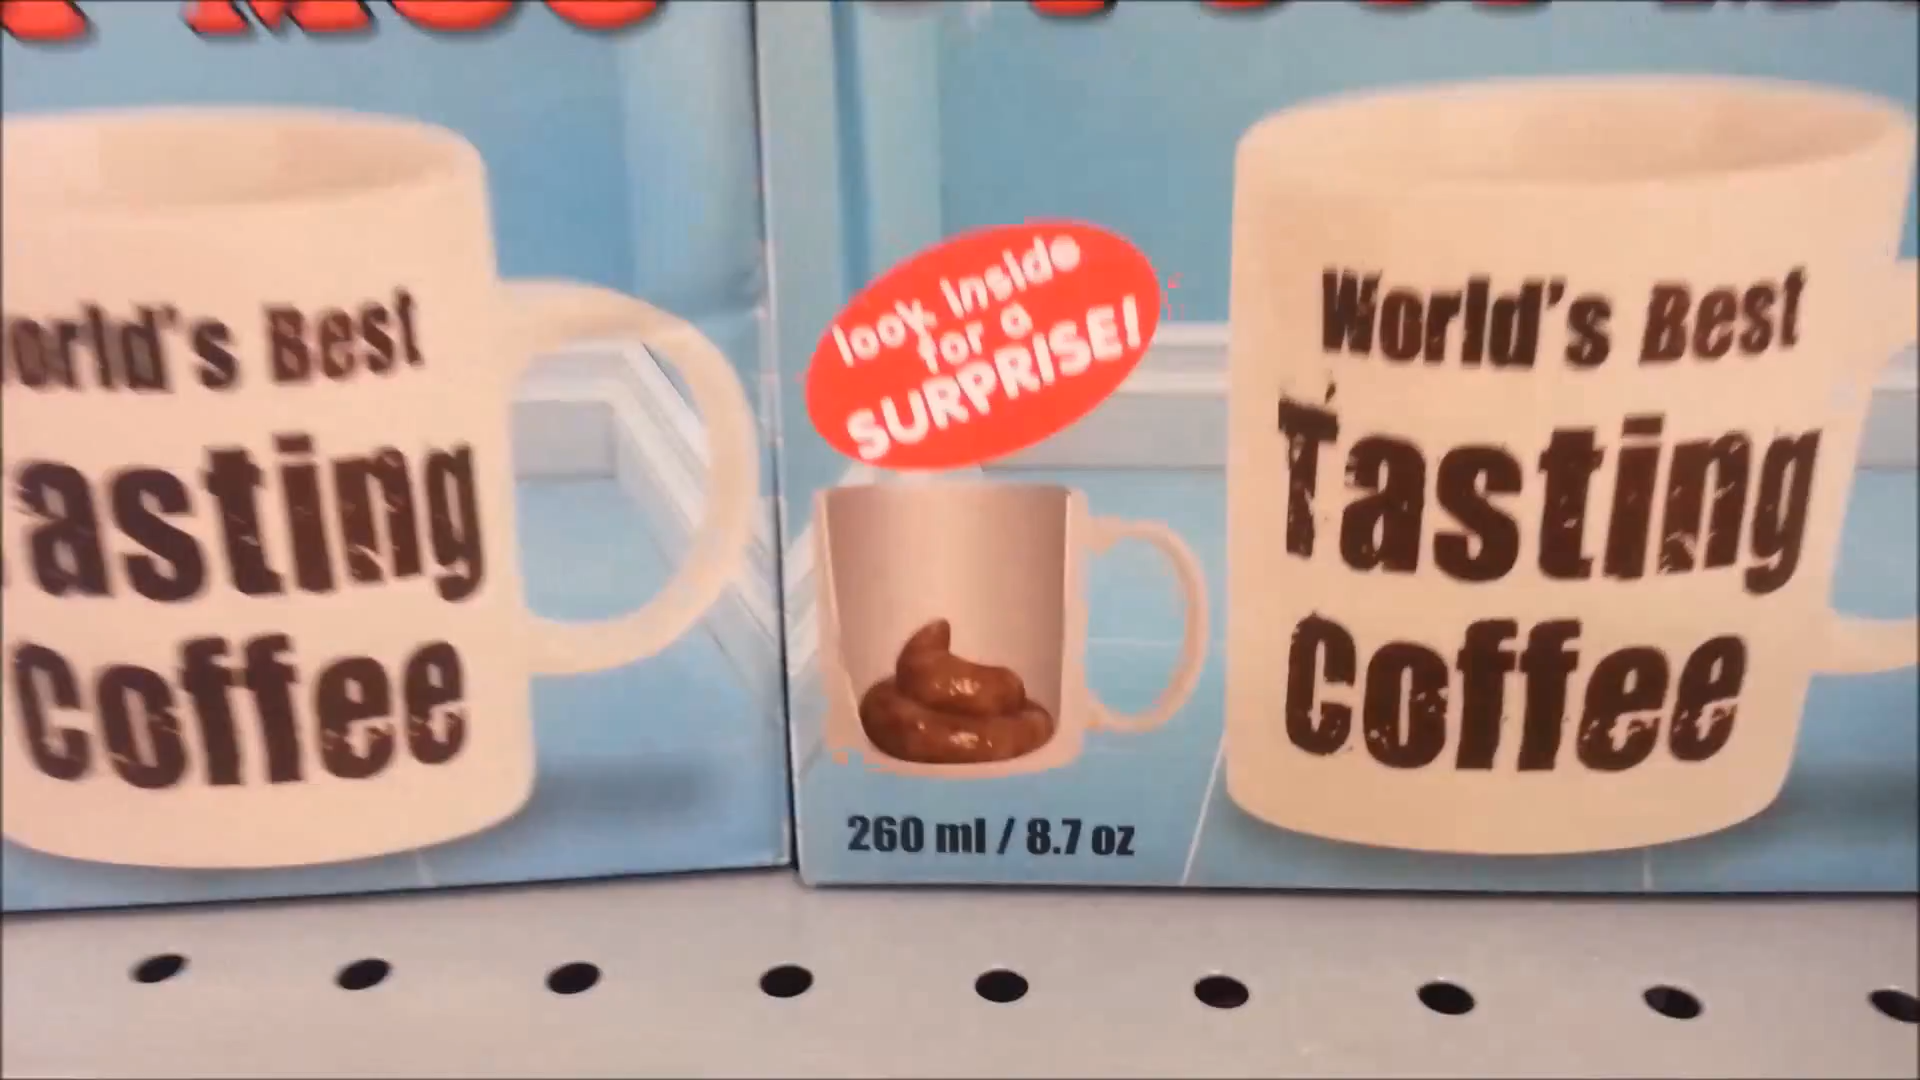 orld's Best
asting
Coffee
look inside
for a
SURPRISE!
260 ml / 8.7 oz
World's Best
Tasting
Coffee